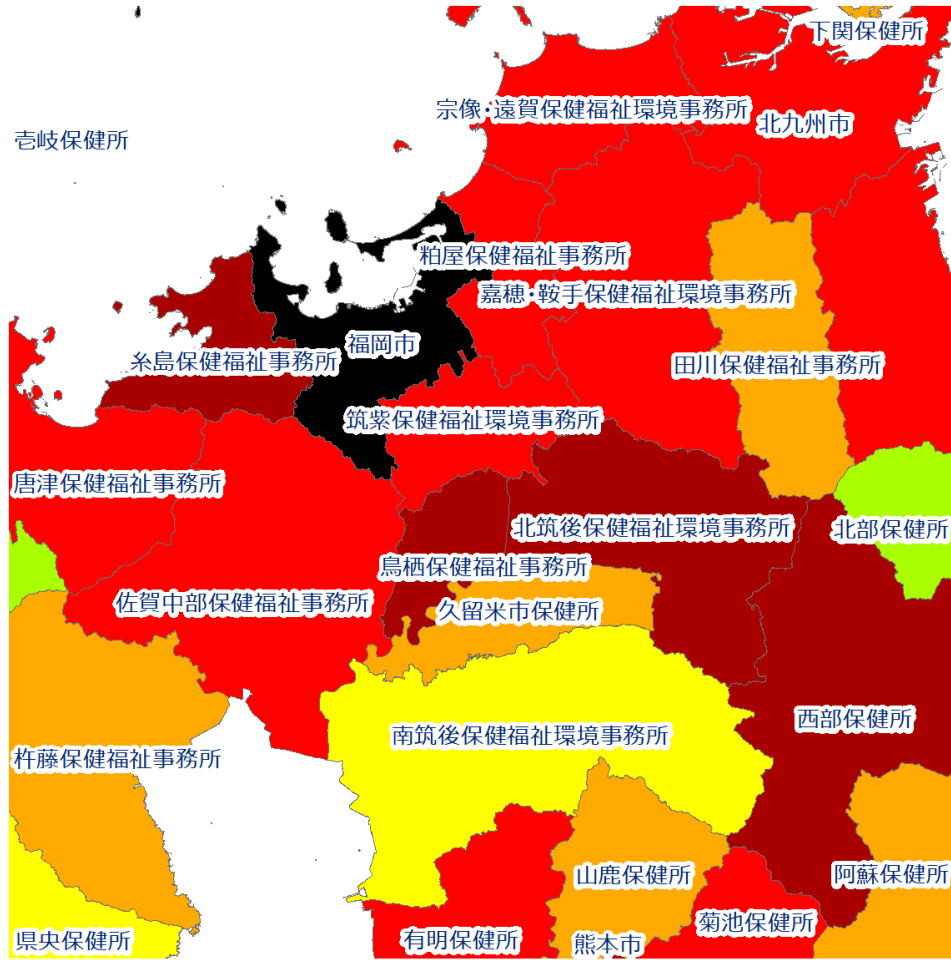 下関保健所
宗像・遠賀保健福祉環境事務所
北九州市
壱岐保健所
粕屋保健福祉事務所
嘉穂・鞍手保健福祉環境事務所
福岡市
糸島保健福祉事務所
田川保健福祉事務所
筑紫保健福祉環境事務所
唐津保健福祉事務所
北筑後保健福祉環境事務所
北部保健所
鳥栖保健福祉事務所
佐賀中部保健福祉事務所
久留米市保健所
西部保健所
南筑後保健福祉環境事務所
杵藤保健福祉事務所
山鹿保健所
阿蘇保健所
菊池保健所
県央保健所
有明保健所
熊本市